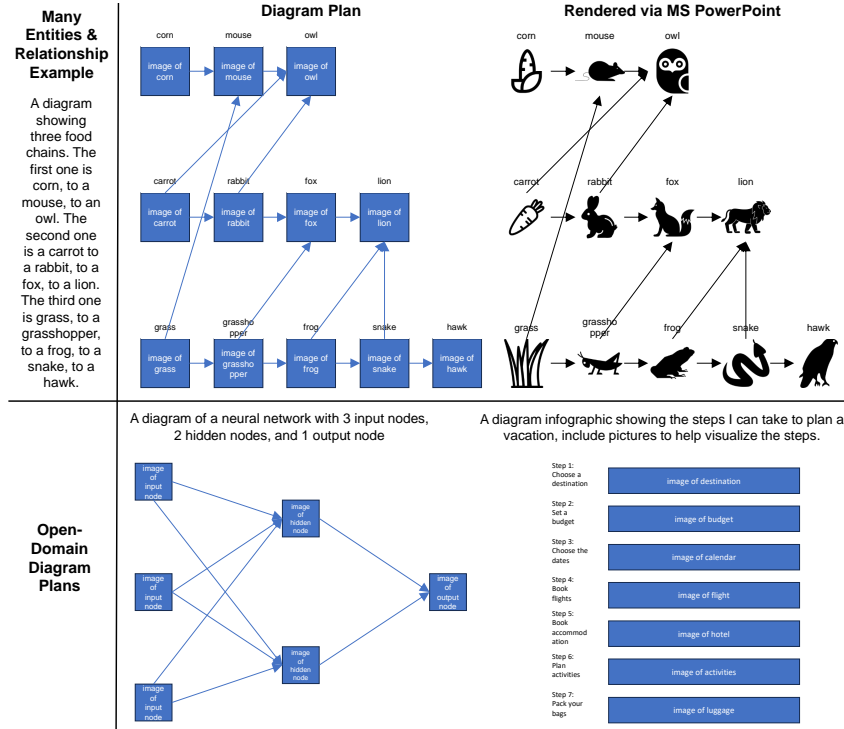 Many
Entities &
Relationship
Example
A diagram
showing
three food
chains. The
first one is
corn, to a
mouse, to an
owl. The
second one
is a carrot to
a rabbit, to a
fox, to a lion.
The third one
is grass, to a
grasshopper,
to a frog, to a
snake, to a
hawk.
Diagram Plan
corn mouse owl
image of
corn
image of
mouse
image of
owl
carrot rabbit fox lion
image of
carrot
image of
rabbit
image of
fox
image of
lion
grass
grassho
pper
frog snake hawk
image of
grass
image of
grassho
pper
image of
frog
image of
snake
image of
hawk
Rendered via MS PowerPoint
corn mouse owl
carrot rabbit fox lion
grass
grassho
pper
frog snake hawk
Open-
Domain
Diagram
Plans
A diagram of a neural network with 3 input nodes,
2 hidden nodes, and 1 output node
image
of
input
node
image
of
hidden
node
image
of
input
node
image
of
output
node
image
of
hidden
node
image
of
input
node
A diagram infographic showing the steps I can take to plan a
vacation, include pictures to help visualize the steps.
Step 1:
Choose a
destination
image of destination
Step 2:
Set a
budget
image of budget
Step 3:
Choose the
dates
image of calendar
Step 4:
Book
flights
image of flight
Step 5:
Book
accommod
ation
image of hotel
Step 6:
Plan
activities
image of activities
Step 7:
Pack your
bags
image of luggage